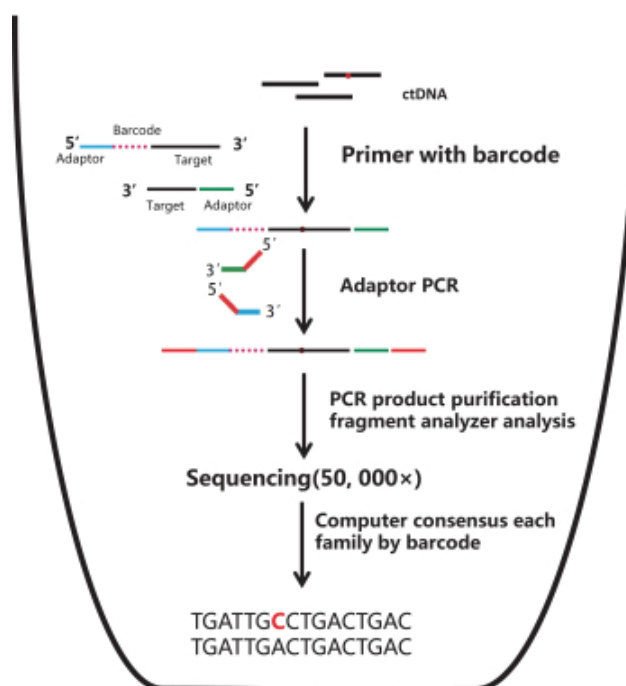 ctDNA
Barcode
5´ 3´
Adaptor Target
Primer with barcode
3´ 5´
Target Adaptor
5´
3´
5´
3´
Adaptor PCR
PCR product purification
fragment analyzer analysis
Sequencing(50, 000×)
Computer consensus each
family by barcode
TGATTGCCTGACTGAC
TGATTGACTGACTGAC